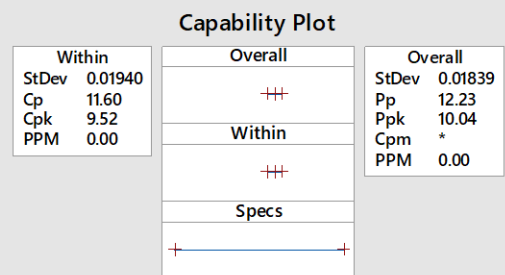 Capability Plot
Within
StDev 0.01940
Cp 11.60
Cpk 9.52
PPM 0.00
Overall
Within
Specs
Overall
StDev 0.01839
Pp 12.23
Ppk 10.04
Cpm *
PPM 0.00